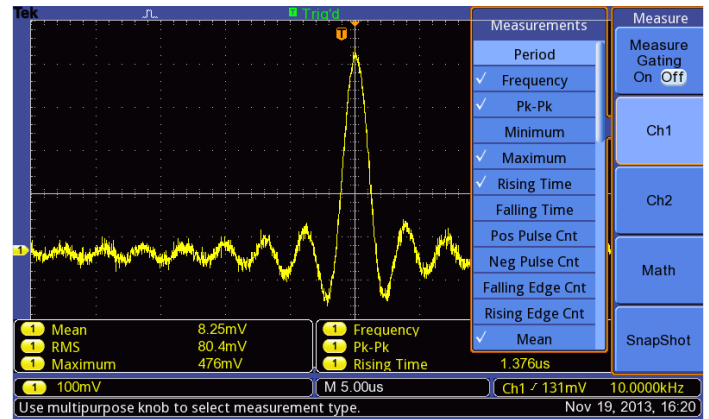 Tek
Trig'd
T
Measurements
Period
Frequency
Pk-Pk
Minimum
Maximum
Rising Time
Falling Time
Pos Pulse Cnt
Neg Pulse Cnt
Falling Edge Cnt
Rising Edge Cnt
Mean
Measure
Measure
Gating
On Off
Ch1
Ch2
Math
SnapShot
1
1 Mean 8.25mV
1 RMS 80.4mV
1 Maximum 476mV
1 Frequency
1 Pk-Pk
1 Rising Time 1.376us
1 100mV M 5.00us Ch1 131mV 10.0000kHz
Use multipurpose knob to select measurement type. Nov 19, 2013, 16:20